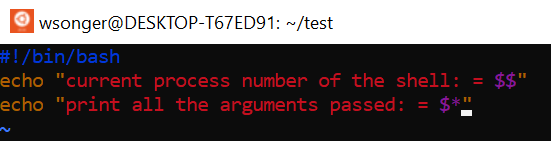 wsonger@DESKTOP-T67ED91: ~/test
#!/bin/bash
echo "current process number of the shell: = $$"
echo "print all the arguments passed: = $*"
~